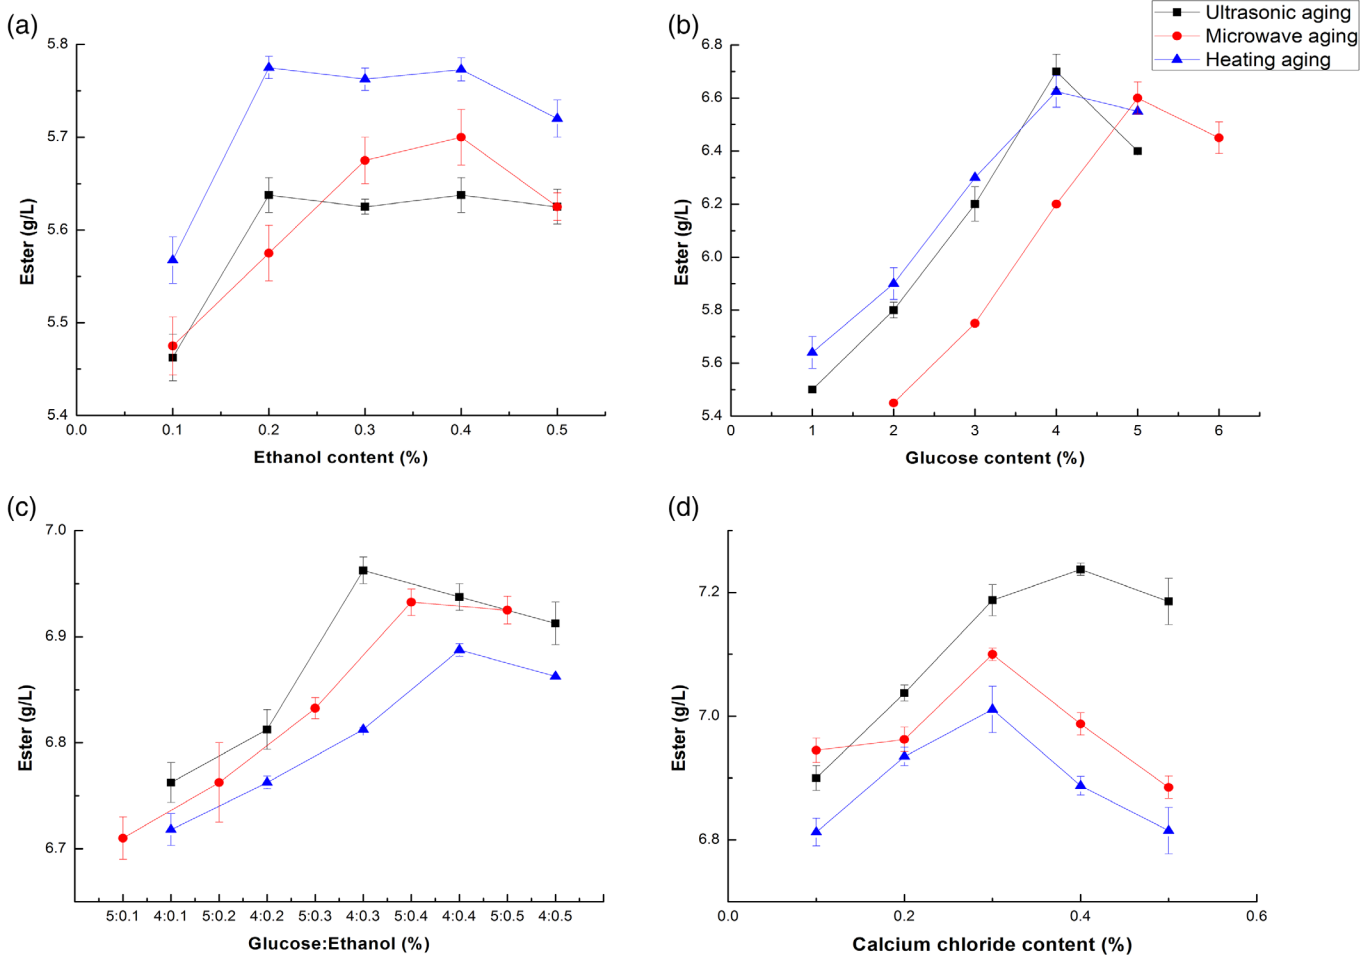 (a)
5.8
5.7
5.6
5.5
5.4
Ester (g/L)
0.0 0.1 0.2 0.3 0.4 0.5
Ethanol content (%)
(b)
Ultrasonic aging
Microwave aging
Heating aging
6.8
6.6
6.4
6.2
6.0
5.8
5.6
5.4
Ester (g/L)
0 1 2 3 4 5 6
Glucose content (%)
(c)
7.0
6.9
6.8
6.7
Ester (g/L)
5:0.1 4:0.1 5:0.2 4:0.2 5:0.3 4:0.3 5:0.4 4:0.4 5:0.5 4:0.5
Glucose:Ethanol (%)
(d)
7.2
7.0
6.8
Ester (g/L)
0.0 0.2 0.4 0.6
Calcium chloride content (%)